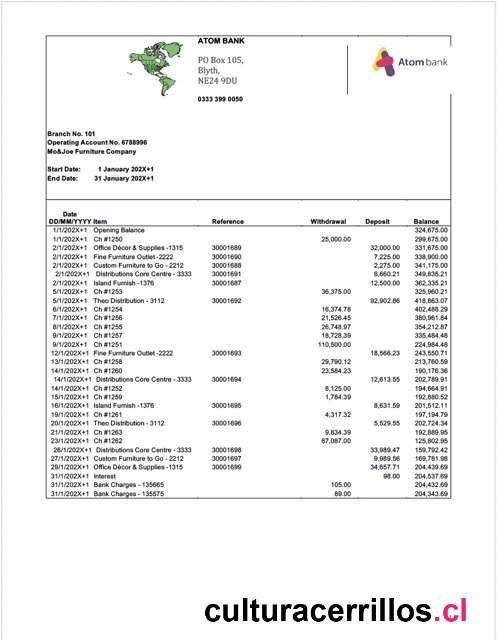 ATOM BANK
PO Box 105,
Blyth,
NE24 9DU
0333 399 0050
Atom bank
Branch No. 101
Operating Account No. 6788996
Mo&Joe Furniture Company
Start Date: 1 January 202X+1
End Date: 31 January 202X+1
Date
DD/MM/YYYY Item Reference Withdrawal Deposit Balance
1/1/202X+1 Opening Balance 324,675.00
1/1/202X+1 Ch #1250 25,000.00 299,675.00
2/1/202X+1 Office Décor & Supplies -1315 30001689 32,000.00 331,675.00
2/1/202X+1 Fine Furniture Outlet -2222 30001690 7,225.00 338,900.00
2/1/202X+1 Custom Furniture to Go - 2212 30001688 2,275.00 341,175.00
2/1/202X+1 Distributions Core Centre - 3333 30001691 8,660.21 349,835.21
2/1/202X+1 Island Furnish -1376 30001687 12,500.00 362,335.21
5/1/202X+1 Ch #1253 36,375.00 325,960.21
5/1/202X+1 Theo Distribution - 3112 30001692 92,902.86 418,863.07
6/1/202X+1 Ch #1254 16,374.78 402,488.29
7/1/202X+1 Ch #1256 21,526.45 380,961.84
8/1/202X+1 Ch #1255 26,748.97 354,212.87
9/1/202X+1 Ch #1257 18,728.39 335,484.48
9/1/202X+1 Ch #1251 110,500.00 224,984.48
12/1/202X+1 Fine Furniture Outlet -2222 30001693 18,566.23 243,550.71
13/1/202X+1 Ch #1258 29,790.12 213,760.59
14/1/202X+1 Ch #1260 23,584.23 190,176.36
14/1/202X+1 Distributions Core Centre - 3333 30001694 12,613.55 202,789.91
14/1/202X+1 Ch #1252 8,125.00 194,664.91
15/1/202X+1 Ch #1259 1,784.39 192,880.52
16/1/202X+1 Island Furnish -1376 30001695 8,631.59 201,512.11
19/1/202X+1 Ch #1261 4,317.32 197,194.79
20/1/202X+1 Theo Distribution - 3112 30001696 5,529.55 202,724.34
21/1/202X+1 Ch #1263 9,834.39 192,889.95
23/1/202X+1 Ch #1262 67,087.00 125,802.95
26/1/202X+1 Distributions Core Centre - 3333 30001698 33,989.47 159,792.42
27/1/202X+1 Custom Furniture to Go - 2212 30001697 9,989.56 169,781.98
29/1/202X+1 Office Décor & Supplies -1315 30001699 34,657.71 204,439.69
31/1/202X+1 Interest 98.00 204,537.69
31/1/202X+1 Bank Charges - 135665 105.00 204,432.69
31/1/202X+1 Bank Charges - 135575 89.00 204,343.69
culturacerrillos.cl